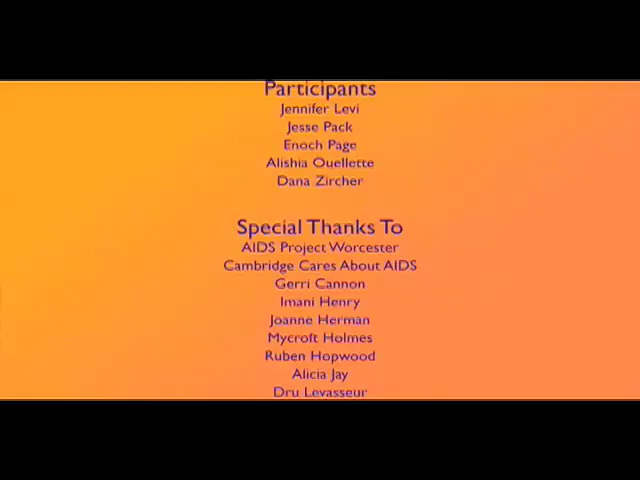 Participants
Jennifer Levi
Jesse Pack
Enoch Page
Alishia Ouellette
Dana Zircher
Special Thanks To
AIDS Project Worcester
Cambridge Cares About AIDS
Gerri Cannon
Imani Henry
Joanne Herman
Mycroft Holmes
Ruben Hopwood
Alicia Jay
Dru Levasseur